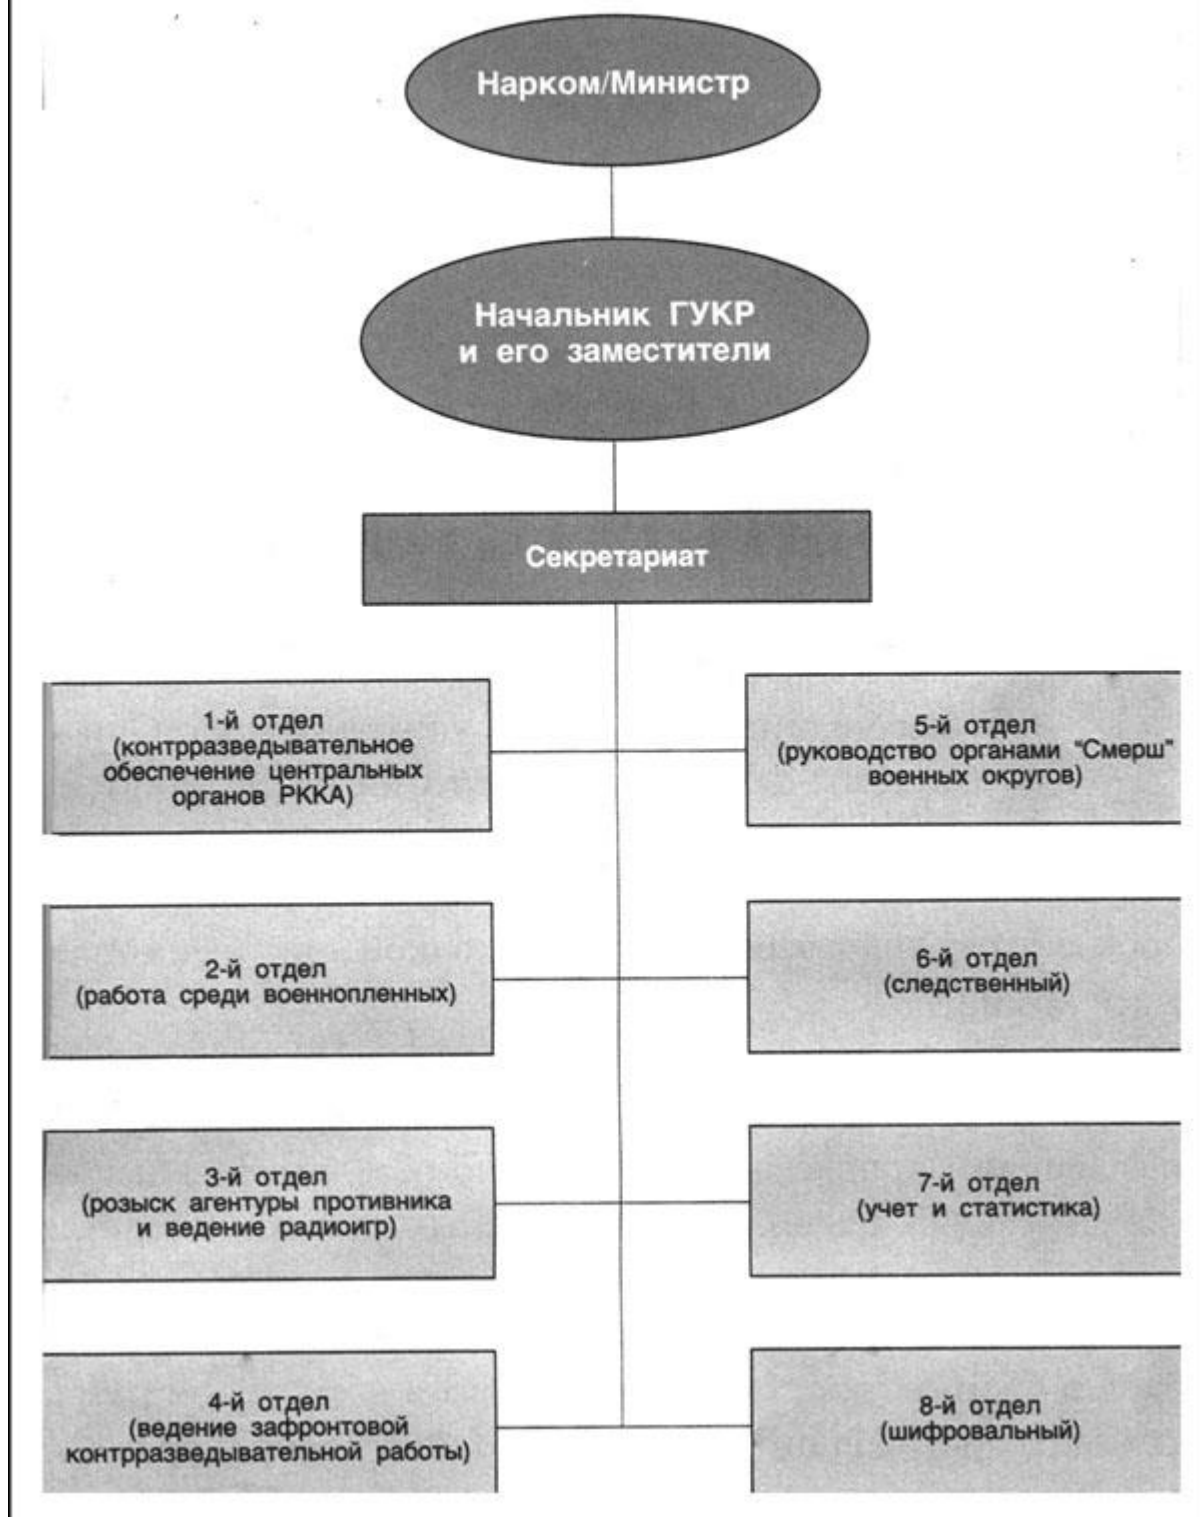 Нарком/Министр
Начальник ГУКР
и его заместители
Секретариат
1-й отдел
(контрразведывательное
обеспечение центральных
органов РККА)
5-й отдел
(руководство органами "Смерш"
военных округов)
2-й отдел
(работа среди военнопленных)
6-й отдел
(следственный)
3-й отдел
(розыск агентуры противника
и ведение радиоигр)
7-й отдел
(учет и статистика)
4-й отдел
(ведение зафронтовой
контрразведывательной работы)
8-й отдел
(шифровальный)